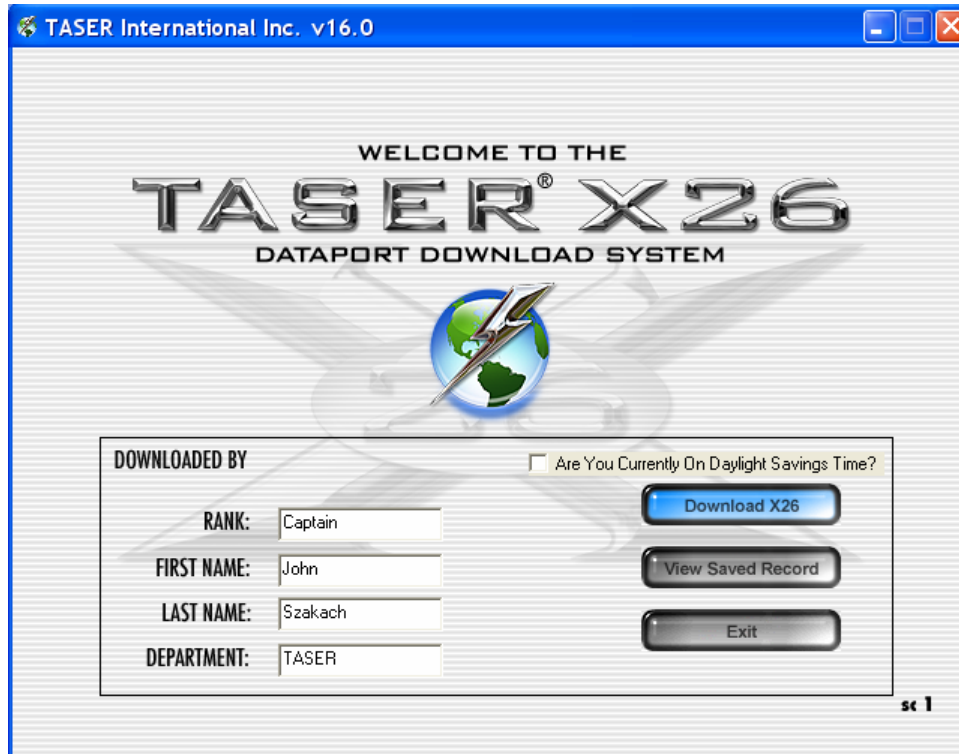 TASER International Inc. v16.0
WELCOME TO THE
TASER® X26
DATAPORT DOWNLOAD SYSTEM
DOWNLOADED BY
Are You Currently On Daylight Savings Time?
Download X26
RANK: Captain
FIRST NAME: John
View Saved Record
LAST NAME: Szakach
Exit
DEPARTMENT: TASER
sc 1